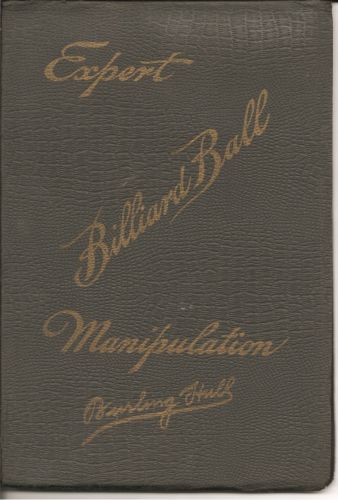 Expert
Billiard Ball
Manipulation
Burling Hull